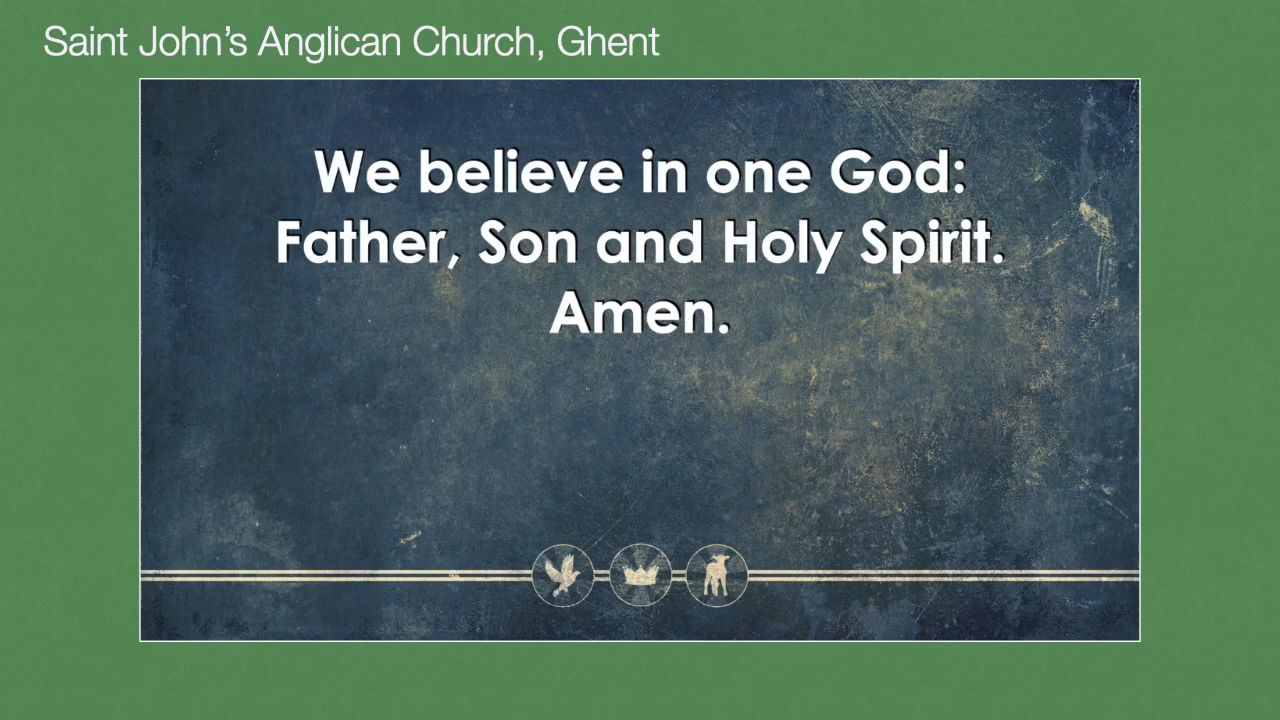 Saint John’s Anglican Church, Ghent
We believe in one God:
Father, Son and Holy Spirit.
Amen.